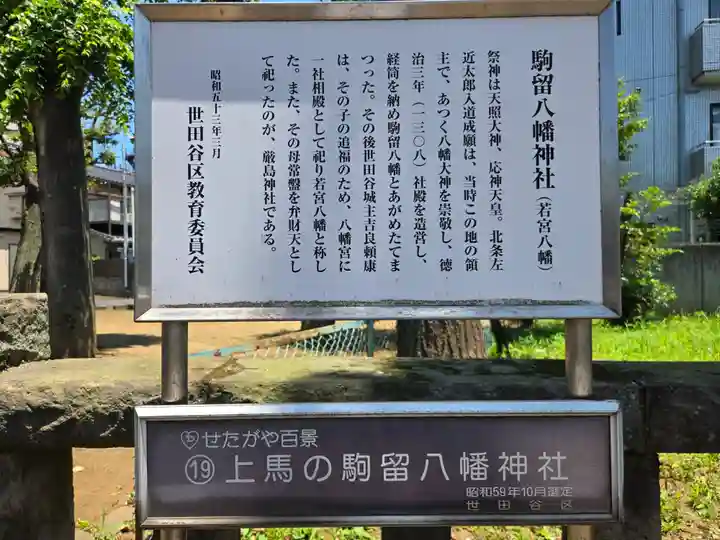 駒留八幡神社（若宮八幡）
祭神は天照大神、応神天皇。北条左
近太郎入道成願は、当時この地の領
主で、あつく八幡大神を崇敬し、徳
治三年（一三〇八）社殿を造営し、
経筒を納め駒留八幡とあがめたてま
つった。その後世田谷城主吉良頼康
は、その子の追福のため、八幡宮に
一社相殿として祀り若宮八幡と称し
た。また、その母常盤を弁財天とし
て祀ったのが、厳島神社である。
昭和五十三年三月
世田谷区教育委員会
せたがや百景
⑲上馬の駒留八幡神社
昭和59年10月選定
世田谷区